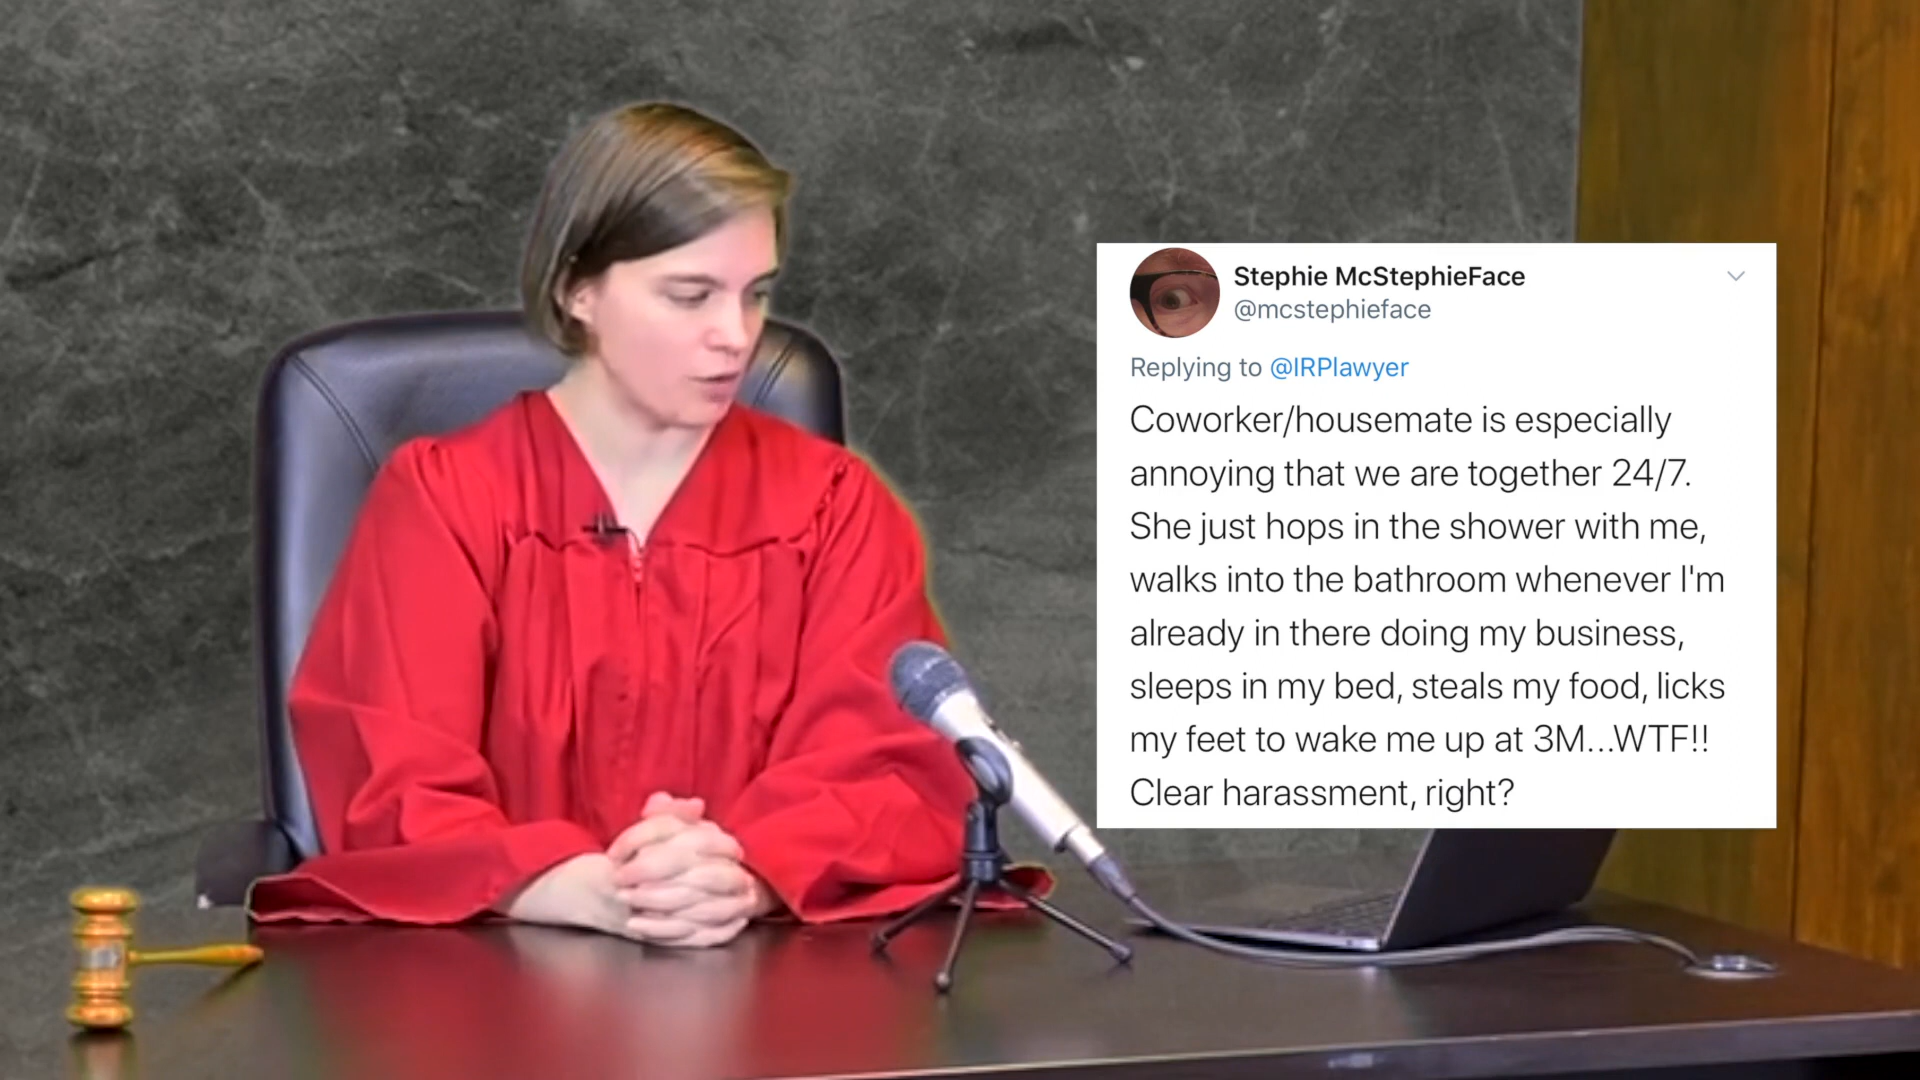 Stephie McStephieFace
@mcstephieface
Replying to @IRPlawyer
Coworker/housemate is especially
annoying that we are together 24/7.
She just hops in the shower with me,
walks into the bathroom whenever I'm
already in there doing my business,
sleeps in my bed, steals my food, licks
my feet to wake me up at 3M...WTF!!
Clear harassment, right?